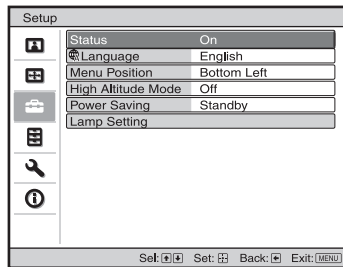 Setup
Status On
Language English
Menu Position Bottom Left
High Altitude Mode Off
Power Saving Standby
Lamp Setting
Sel: Set: Back: Exit: MENU